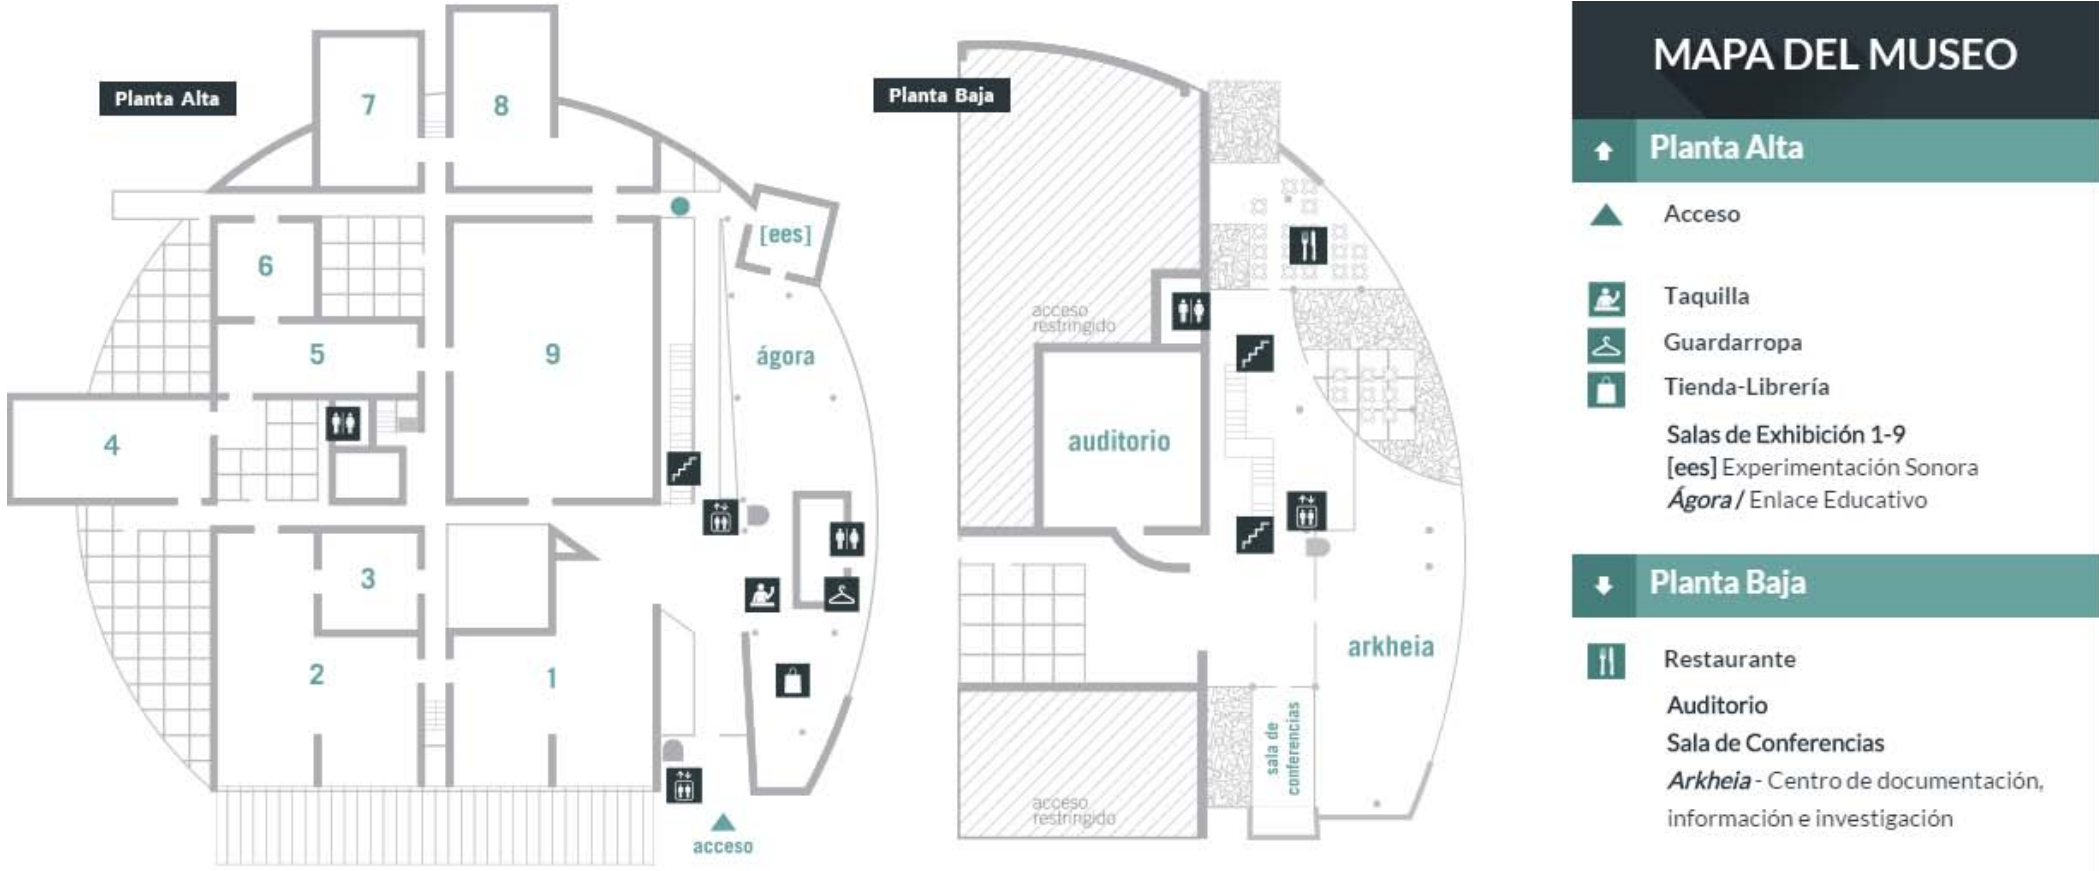 Planta Alta
7
8
6
[ees]
5
9
ágora
4
3
2
1
acceso
Planta Baja
acceso
restringido
auditorio
arkheia
sala de
conferencias
acceso
restringido
MAPA DEL MUSEO
Planta Alta
Acceso
Taquilla
Guardarropa
Tienda-Librería
Salas de Exhibición 1-9
[ees] Experimentación Sonora
Ágora / Enlace Educativo
Planta Baja
Restaurante
Auditorio
Sala de Conferencias
Arkheia - Centro de documentación,
información e investigación